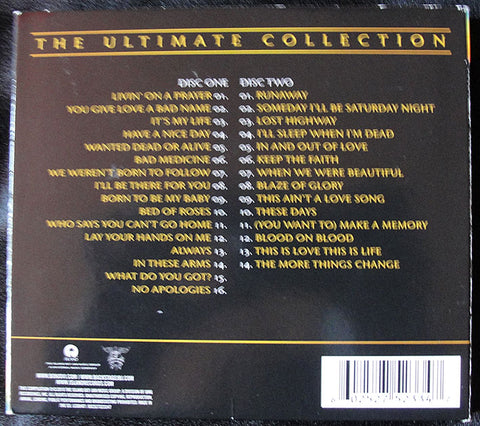 THE ULTIMATE COLLECTION
DISC ONE
LIVIN' ON A PRAYER 01.
YOU GIVE LOVE A BAD NAME 02.
IT'S MY LIFE 03.
HAVE A NICE DAY 04.
WANTED DEAD OR ALIVE 05.
BAD MEDICINE 06.
WE WEREN'T BORN TO FOLLOW 07.
I'LL BE THERE FOR YOU 08.
BORN TO BE MY BABY 09.
BED OF ROSES 10.
WHO SAYS YOU CAN'T GO HOME 11.
LAY YOUR HANDS ON ME 12.
ALWAYS 13.
IN THESE ARMS 14.
WHAT DO YOU GOT? 15.
NO APOLOGIES 16.
DISC TWO
01. RUNAWAY
02. SOMEDAY I'LL BE SATURDAY NIGHT
03. LOST HIGHWAY
04. I'LL SLEEP WHEN I'M DEAD
05. IN AND OUT OF LOVE
06. KEEP THE FAITH
07. WHEN WE WERE BEAUTIFUL
08. BLAZE OF GLORY
09. THIS AIN'T A LOVE SONG
10. THESE DAYS
11. (YOU WANT TO) MAKE A MEMORY
12. BLOOD ON BLOOD
13. THIS IS LOVE THIS IS LIFE
14. THE MORE THINGS CHANGE
ISLAND